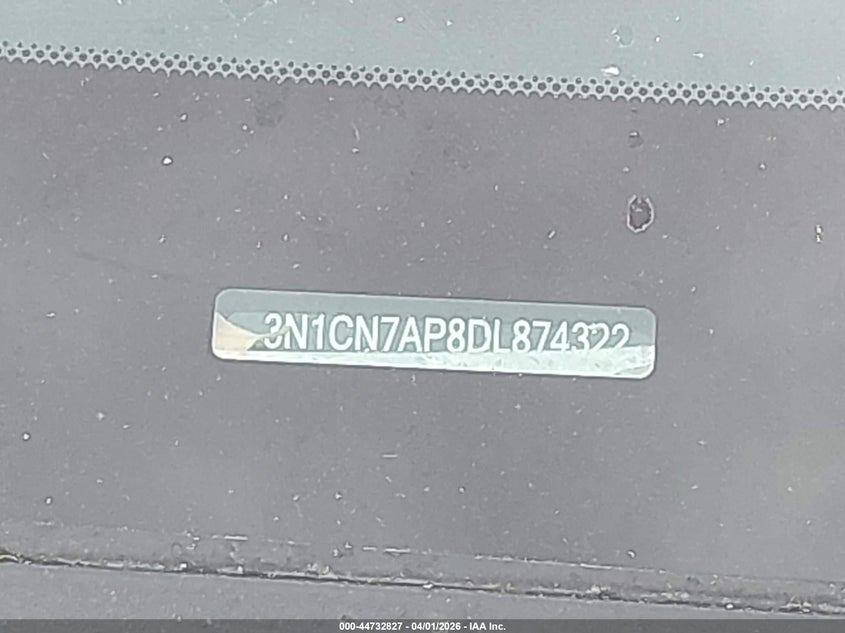 3N1CN7AP8DL874322
000-44732827 - 04/01/2026 - IAA Inc.